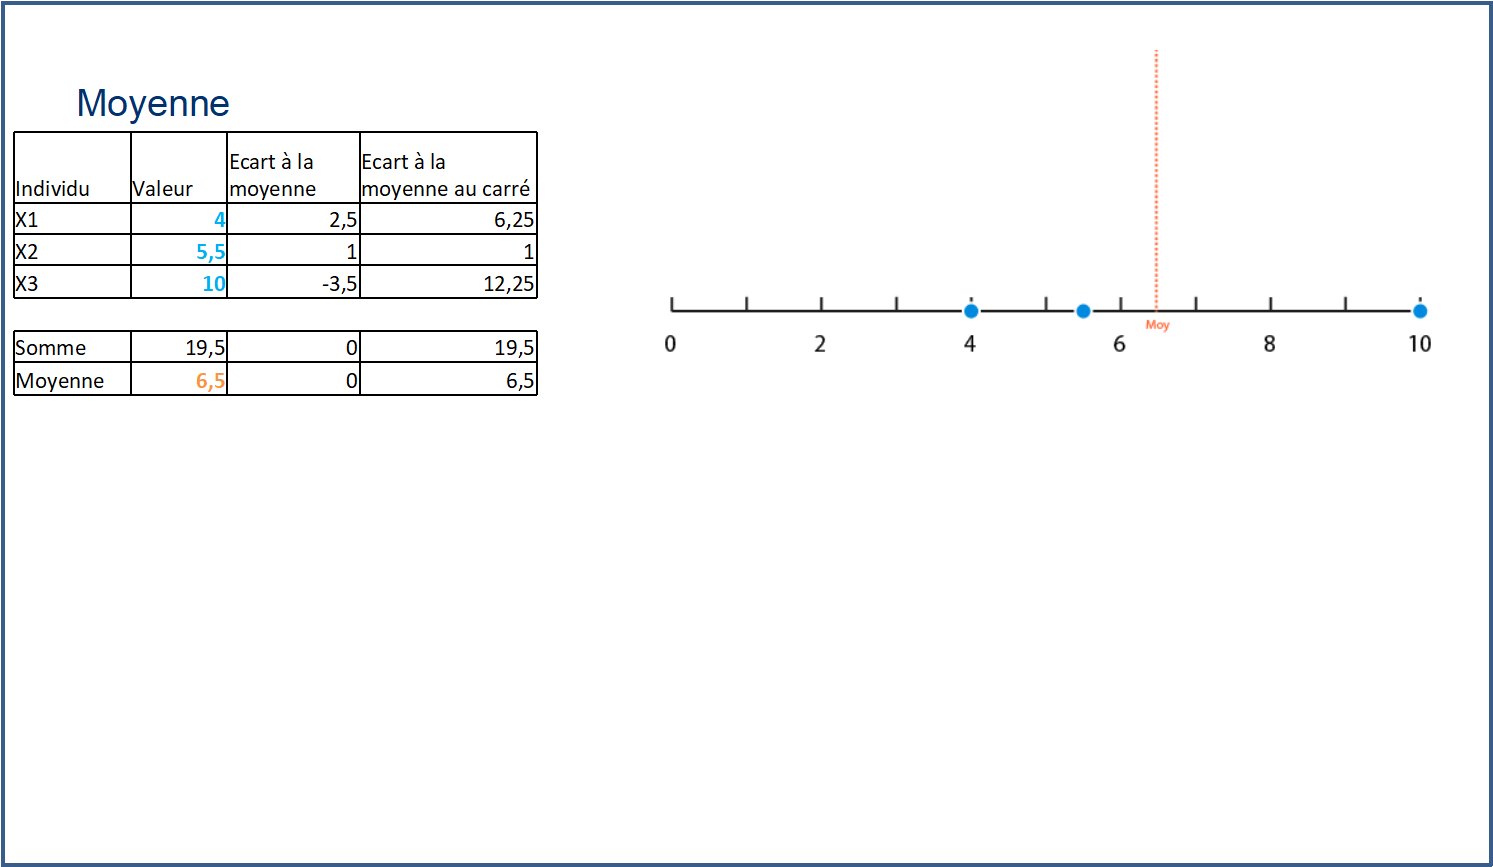 Moyenne
Individu Valeur Ecart à la moyenne Ecart à la moyenne au carré
X1 4 2,5 6,25
X2 5,5 1 1
X3 10 -3,5 12,25
Somme 19,5 0 19,5
Moyenne 6,5 0 6,5
Moy
0 2 4 6 8 10